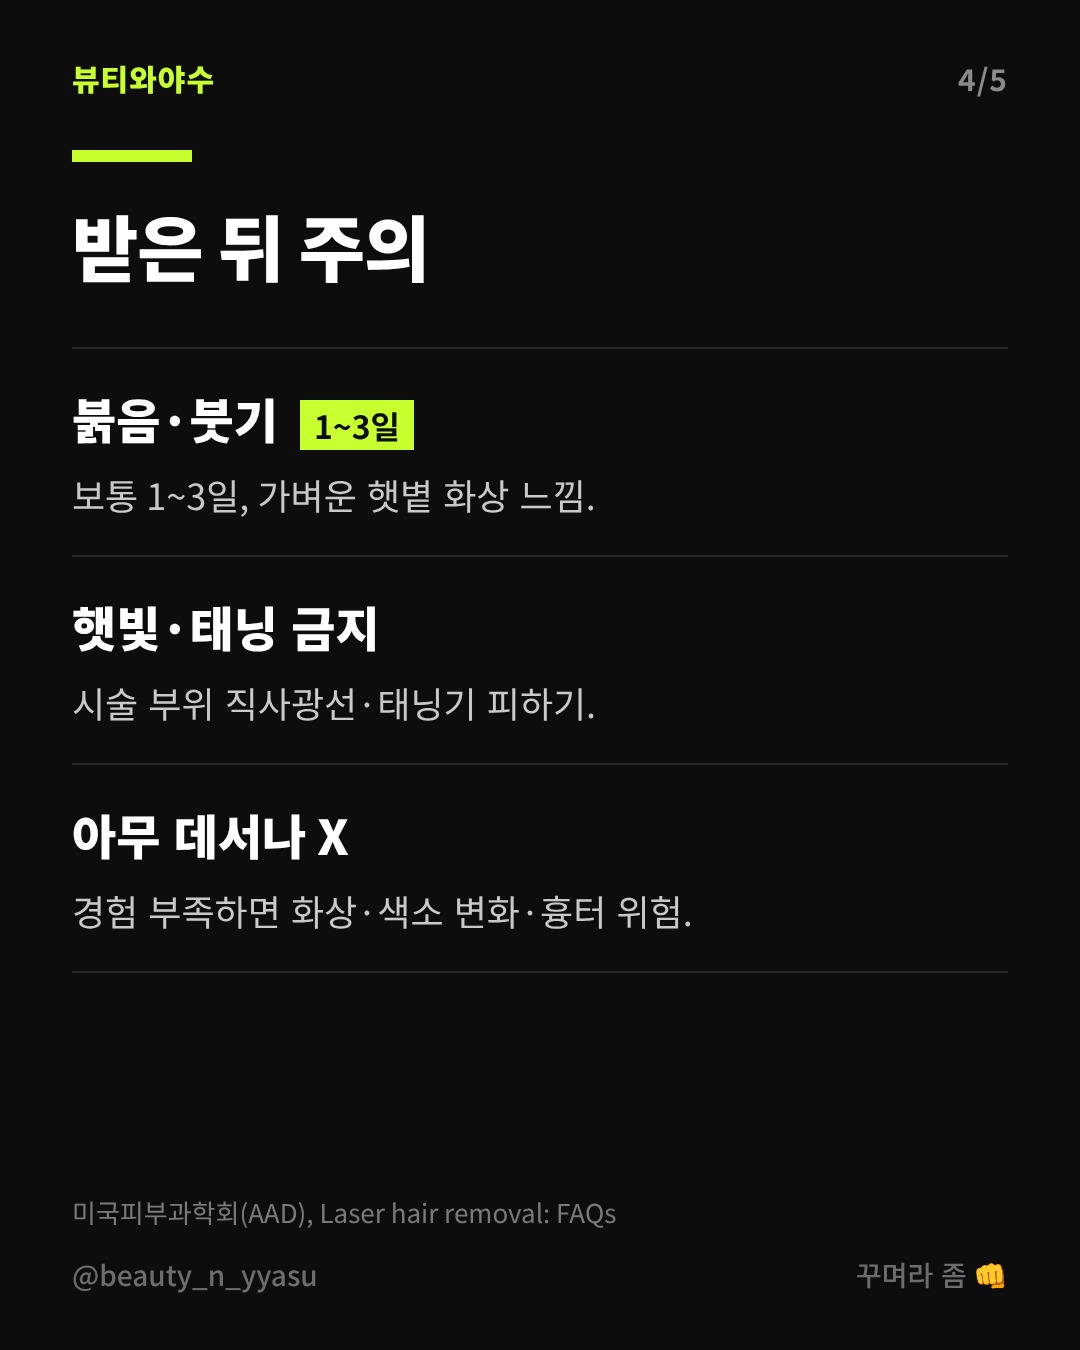 뷰티와야수
4/5
받은 뒤 주의
붉음·붓기 1~3일
보통 1~3일, 가벼운 햇볕 화상 느낌.
햇빛·태닝 금지
시술 부위 직사광선·태닝기 피하기.
아무 데서나 X
경험 부족하면 화상·색소 변화·흉터 위험.
미국피부과학회(AAD), Laser hair removal: FAQs
@beauty_n_yyasu
꾸며라 좀 👊